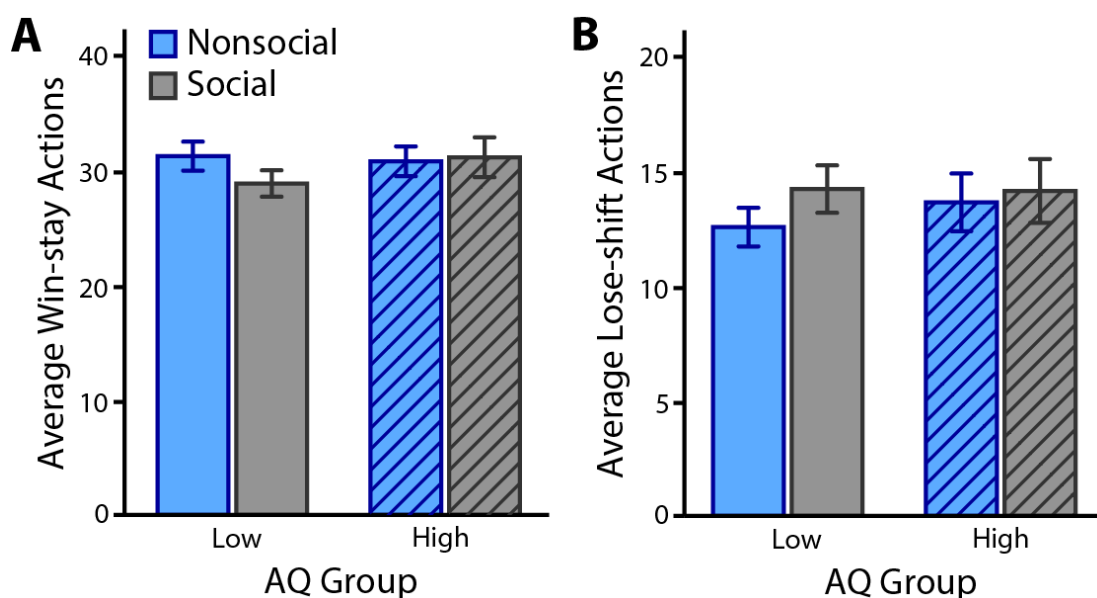 A
Nonsocial
Social
Average Win-stay Actions
40
30
20
10
0
Low High
AQ Group
B
Average Lose-shift Actions
20
15
10
5
0
Low High
AQ Group